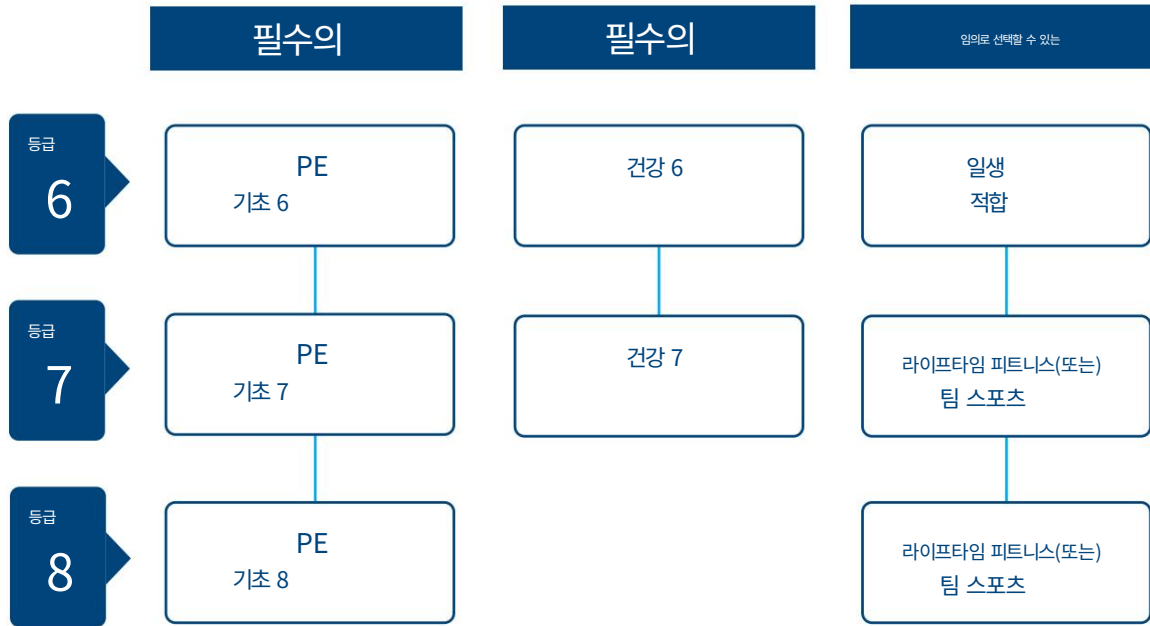 필수의
필수의
임의로 선택할 수 있는
등급
6
PE
기초 6
건강 6
일생
적합
등급
7
PE
기초 7
건강 7
라이프타임 피트니스(또는)
팀 스포츠
등급
8
PE
기초 8
라이프타임 피트니스(또는)
팀 스포츠